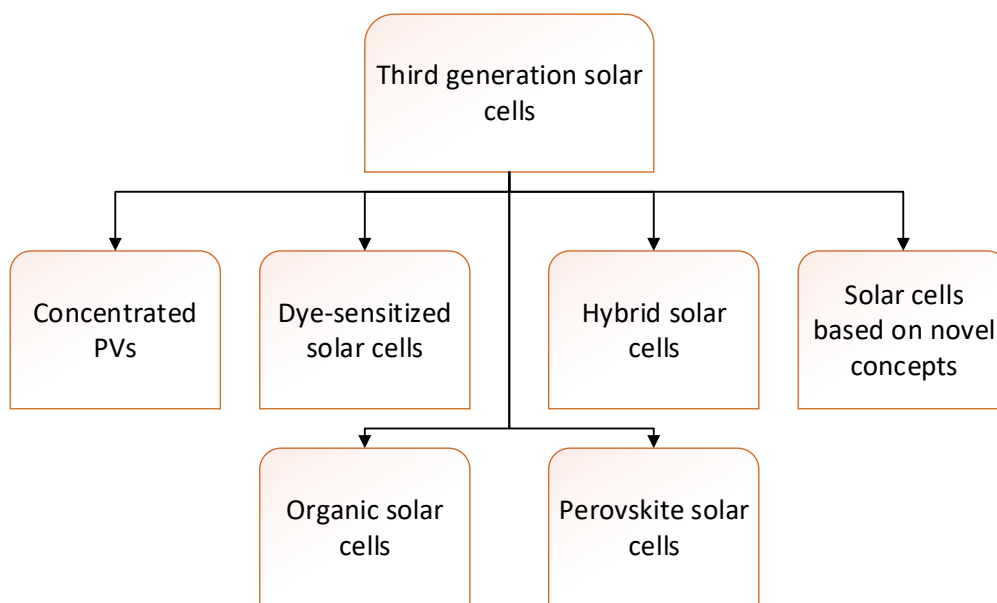 Third generation solar
cells
Concentrated
PVs
Dye-sensitized
solar cells
Hybrid solar
cells
Solar cells
based on novel
concepts
Organic solar
cells
Perovskite solar
cells